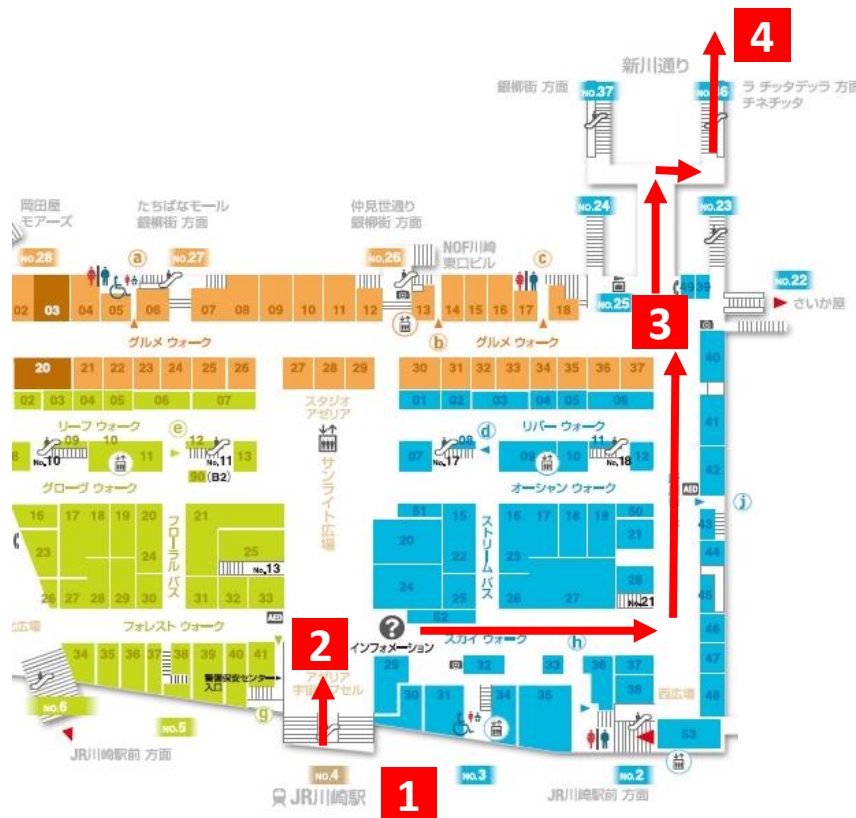 4
新川通り
銀柳街 方面
NO.37
ラ チッタデッラ 方面
チネチッタ
岡田屋
モアーズ
たちばなモール
銀柳街 方面
仲見世通り
銀柳街 方面
NO.24
NO.23
NO.28
ⓐ
NO.27
NO.26
NOF川崎
東口ビル
ⓒ
NO.22
さいか屋
NO.25
49 39
3
02 03 04 05 06 07 08 09 10 11 12 13 14 15 16 17 18
グルメ ウォーク
ⓑ
グルメ ウォーク
40
20 21 22 23 24 25 26 27 28 29 30 31 32 33 34 35 36 37
02 03 04 05 06 07
スタジオ
アゼリア
01 02 03 04 05 06
41
リーフ ウォーク
ⓔ
ⓓ
リバー ウォーク
8 No.10 09 10 11 12 No.11 13
07 08 No.17 09 10 11 No.18 12
42
90(B2)
サンライト広場
グローヴ ウォーク
オーシャン ウォーク
AED
ⓙ
16 17 18 19 20 21
フローラル パス
51 15 16 17 18 19 50
ストリーム パス
43
23 24 25
No.13
20 22 23 21
44
26 27 28 29 30 31 32 33
24 25 26 27 28
No.21
45
AED
52
46
広場
フォレスト ウォーク
2
?
インフォメーション
スカイ ウォーク
ⓗ
34 35 36 37 38 39 40 41
警備保安センター
入口
アゼリア
29 32 33 36 37
47
30 31 34 35 38
西広場
48
NO.6
NO.5
ⓖ
53
JR川崎駅前 方面
NO.4
1
NO.3
NO.2
JR川崎駅
JR川崎駅前 方面